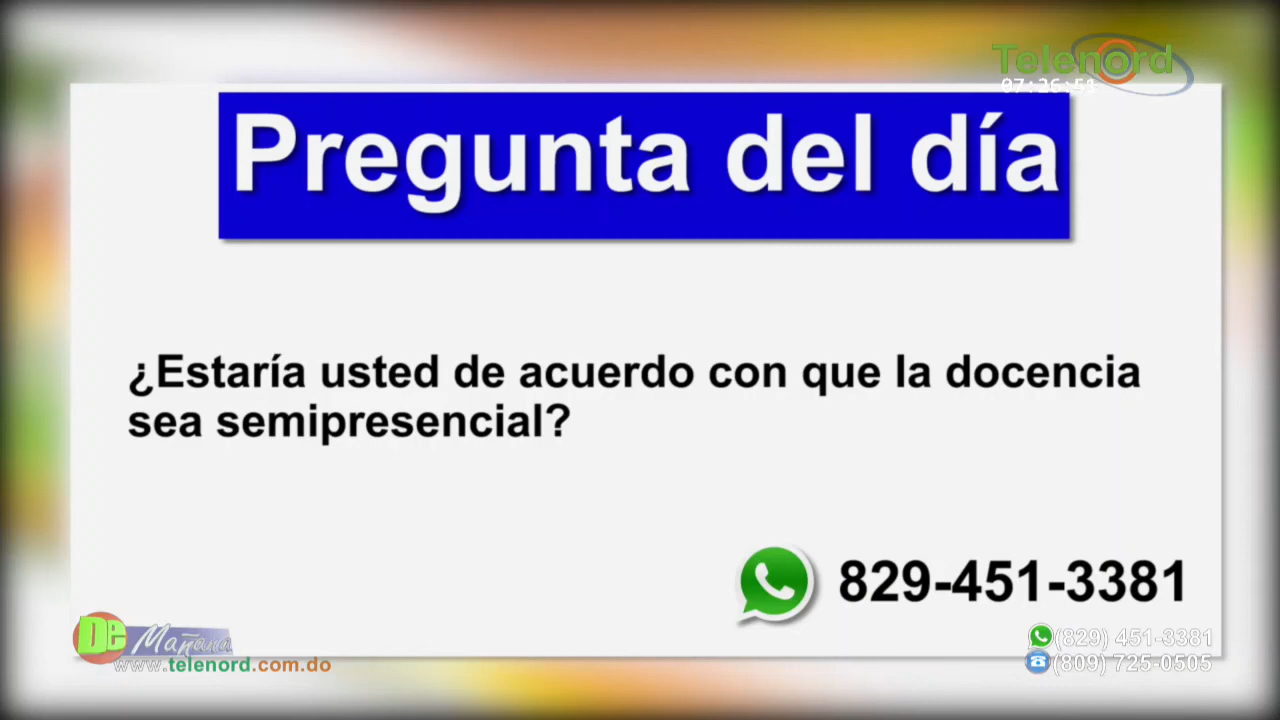 Telenord
07:26:51
Pregunta del día
¿Estaría usted de acuerdo con que la docencia
sea semipresencial?
829-451-3381
De Mañana
www.telenord.com.do
(829) 451-3381
(809) 725-0505